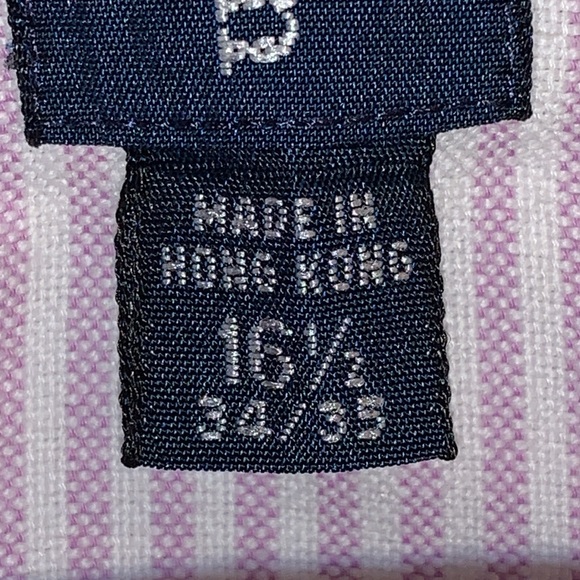 MADE IN
HONG KONG
16½
34/35